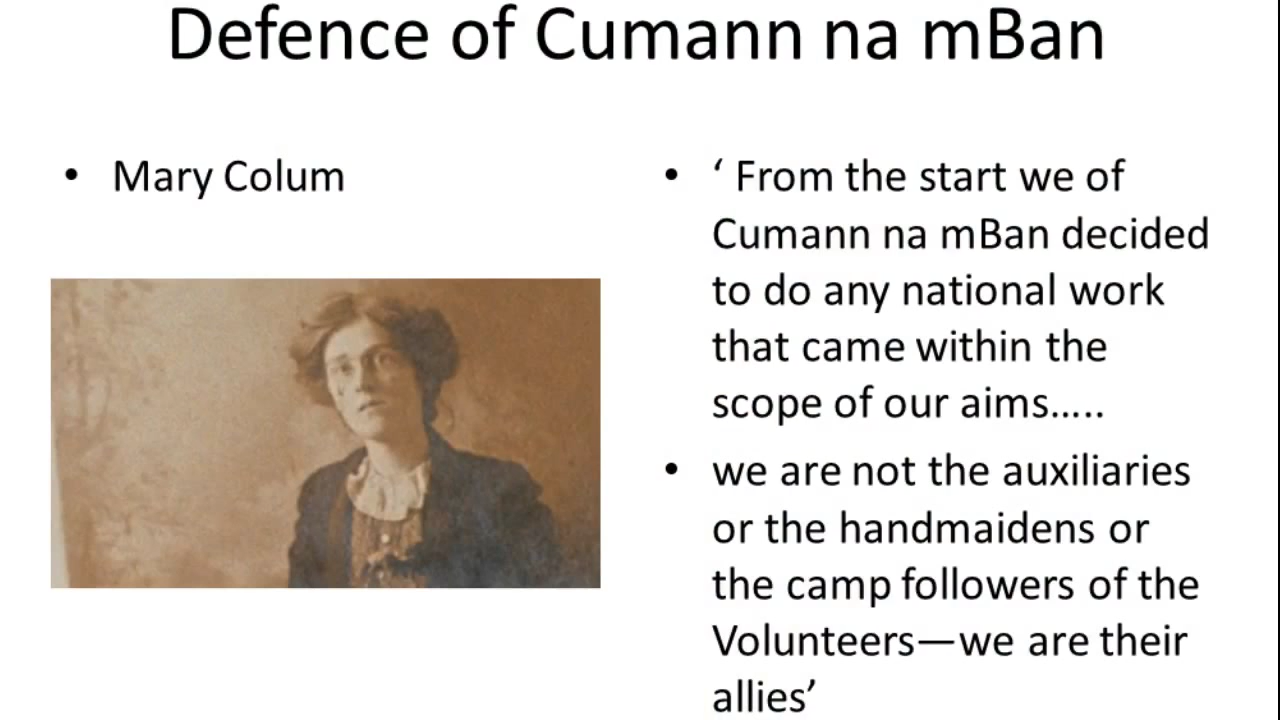 Defence of Cumann na mBan
• Mary Colum
• ‘ From the start we of
Cumann na mBan decided
to do any national work
that came within the
scope of our aims…..
• we are not the auxiliaries
or the handmaidens or
the camp followers of the
Volunteers—we are their
allies’